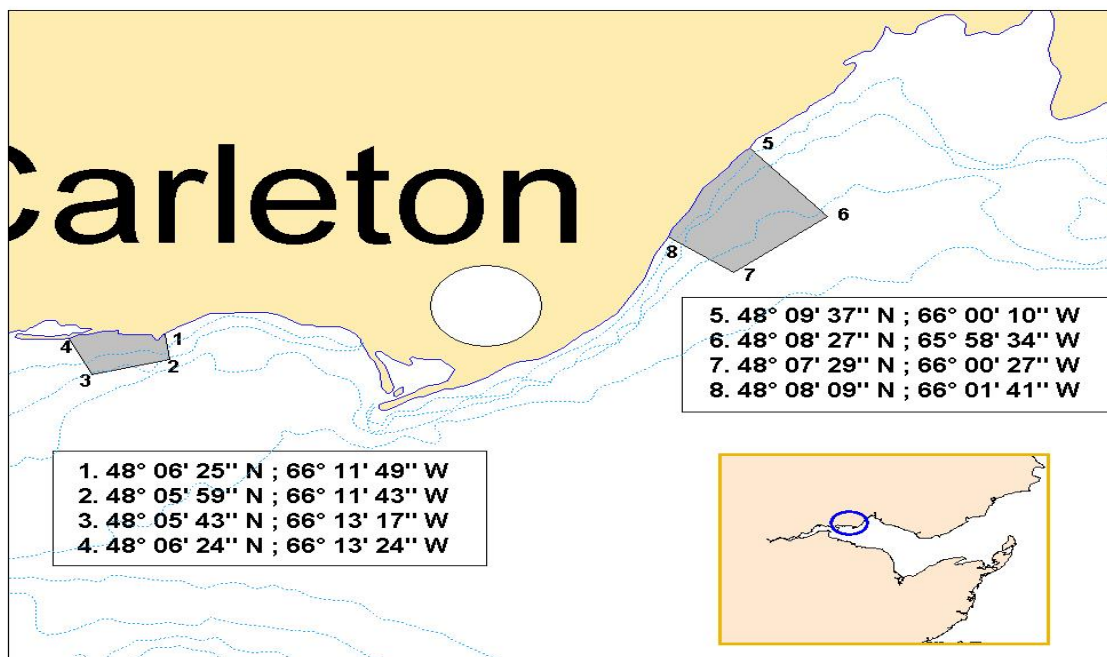 Carleton
5
6
8
7
5. 48° 09' 37" N ; 66° 00' 10" W
6. 48° 08' 27" N ; 65° 58' 34" W
7. 48° 07' 29" N ; 66° 00' 27" W
8. 48° 08' 09" N ; 66° 01' 41" W
1
4
2
3
1. 48° 06' 25" N ; 66° 11' 49" W
2. 48° 05' 59" N ; 66° 11' 43" W
3. 48° 05' 43" N ; 66° 13' 17" W
4. 48° 06' 24" N ; 66° 13' 24" W